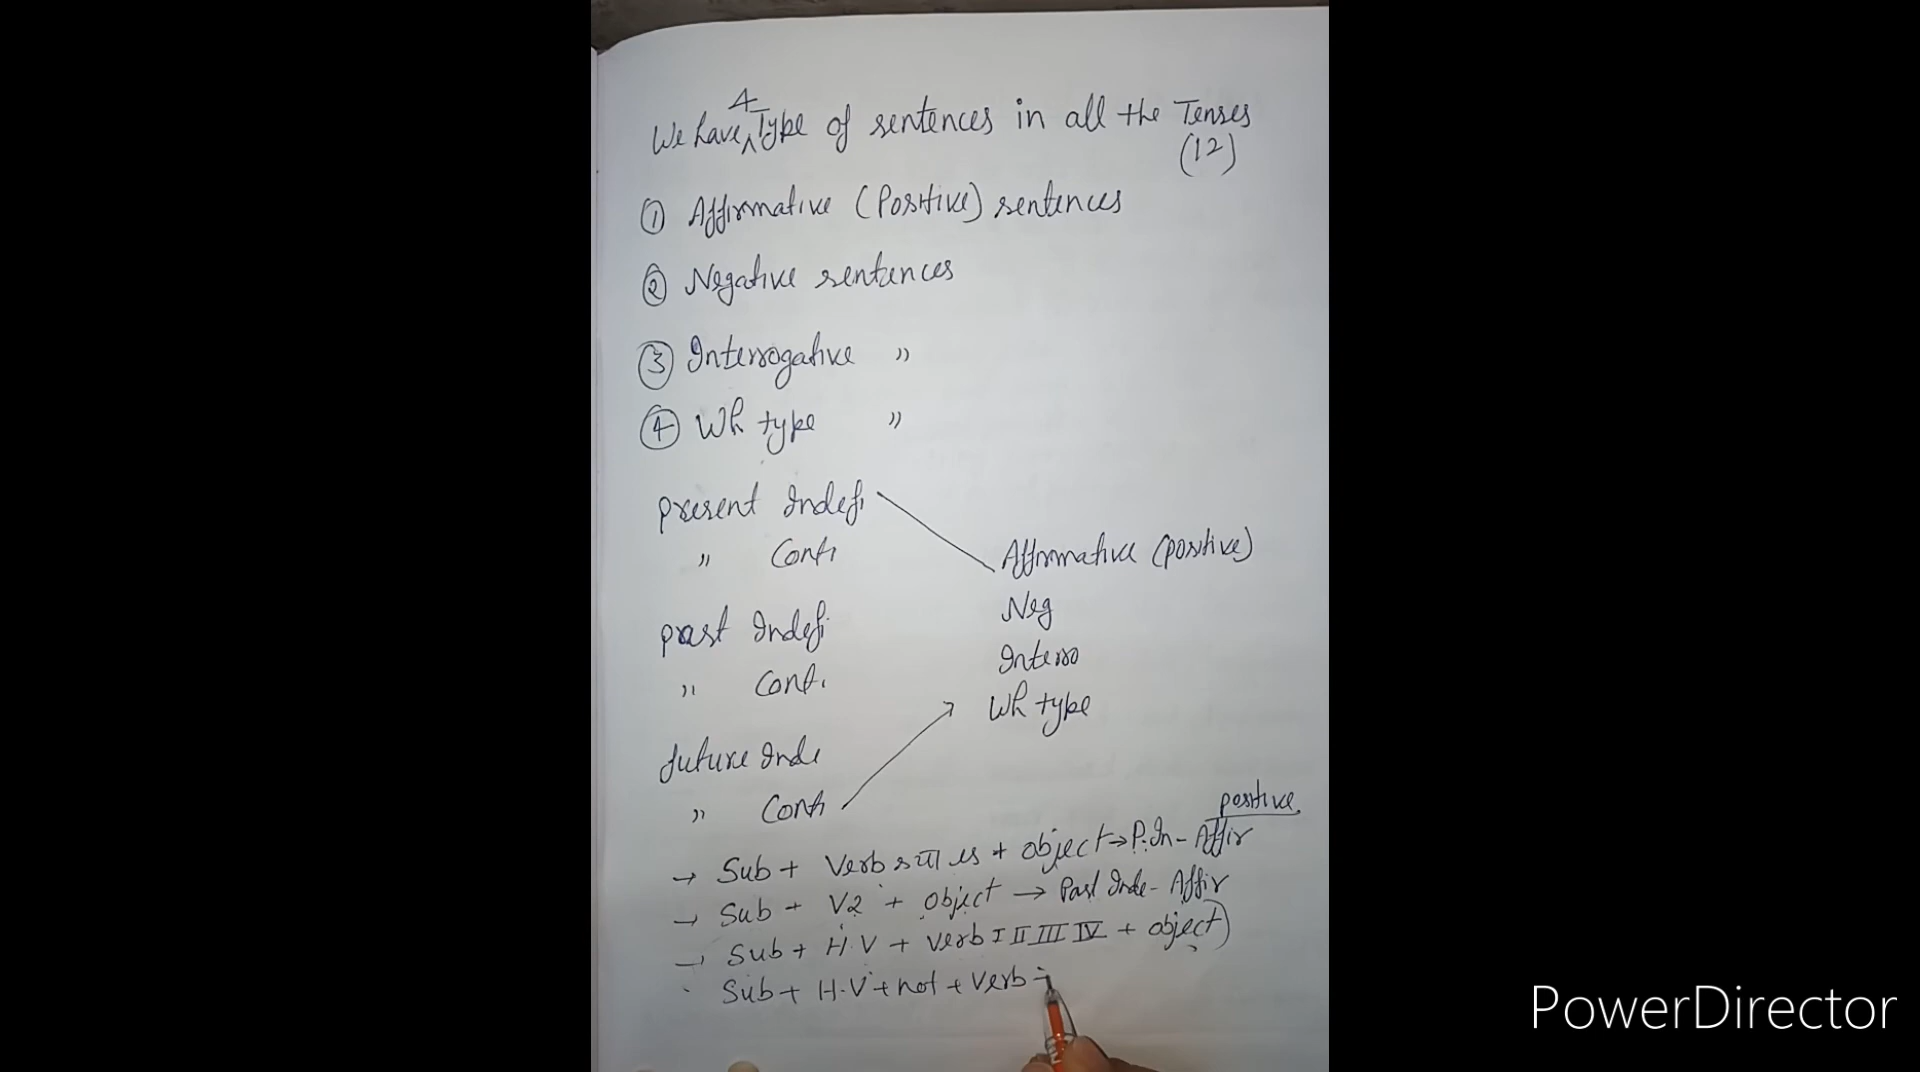 4
We have ^ Type of sentences in all the Tenses
(12)
① Affirmative (Positive) sentences
② Negative sentences
③ Interrogative "
④ Wh type "
present Indefi
" Conti
Affirmative (positive)
Neg
past Indefi
Interro
" Conti
Wh type
future Inde
" Conti
positive
→ Sub + Verb s es + object → P.In - Affir
→ Sub + V2 + object → Past Inde - Affir
→ Sub + H.V + verb I II III IV + object)
Sub + H.V + not + verb
PowerDirector